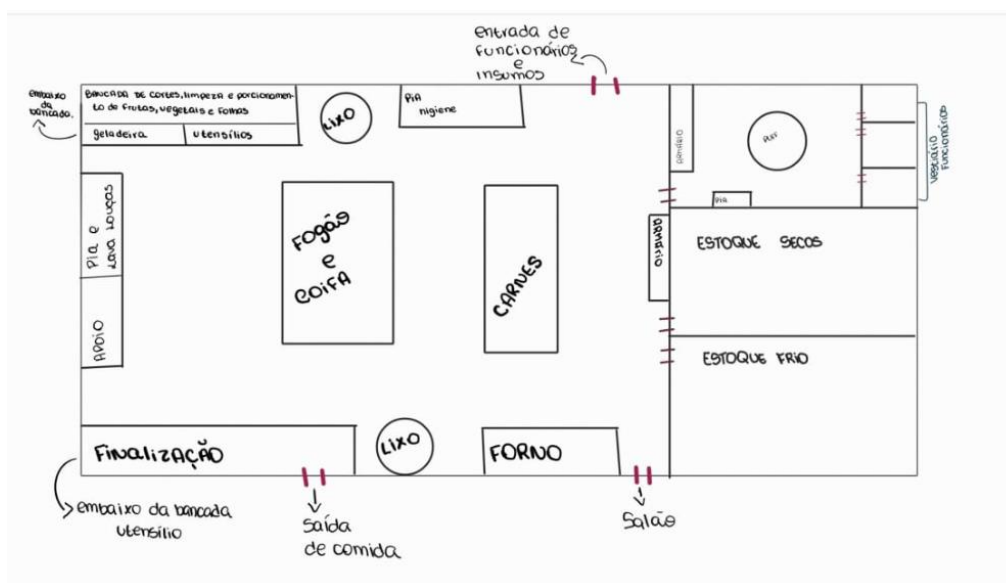 entrada de
funcionários
e
insumos
embaixo
da
bancada.
BANCADA DE cortes, limpeza e porcionamen-
to de frutas, vegetais e folhas
geladeira
utensílios
LIXO
PiA
higiene
ARMÁRIO
PUFF
PIA
Vestiário
Funcionários
Pia e
Lava Louças
APOIO
FOGÃO
e
COIFA
CARNES
ARMÁRIO
ESTOQUE SECOS
ESTOQUE FRIO
FiNalizAÇÃO
LIXO
FORNO
embaixo da bancada
utensílio
Saída
de comida
Salão